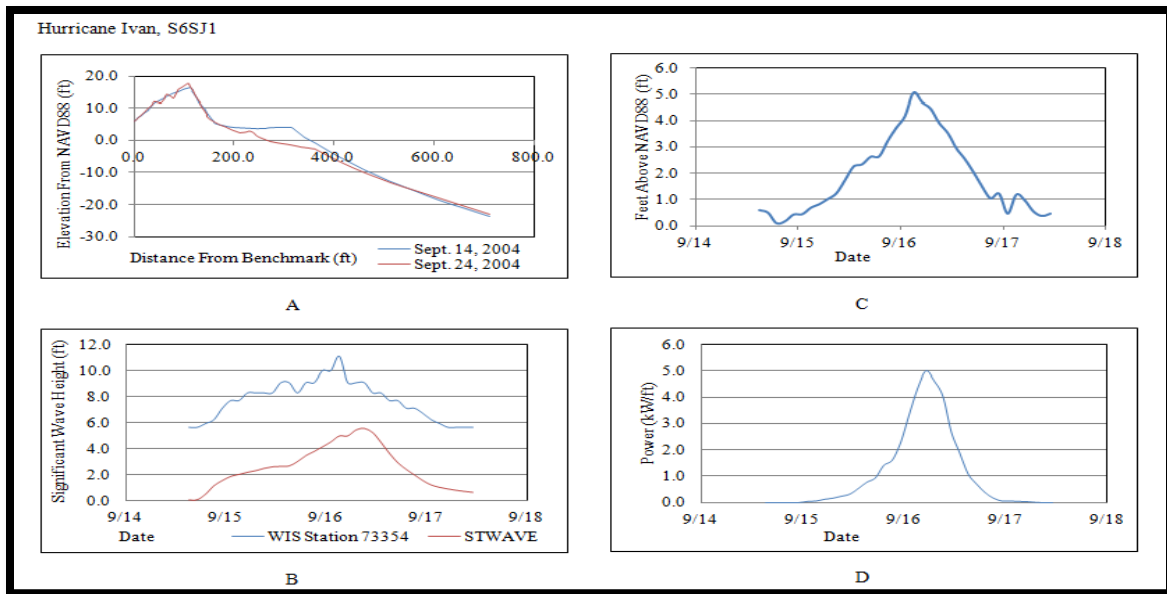 Hurricane Ivan, S6SJ1
Elevation From NAVD88 (ft)
20.0
10.0
0.0
-10.0
-20.0
-30.0
0.0 200.0 400.0 600.0 800.0
Distance From Benchmark (ft)
Sept. 14, 2004
Sept. 24, 2004
A
Feet Above NAVD88 (ft)
6.0
5.0
4.0
3.0
2.0
1.0
0.0
9/14 9/15 9/16 9/17 9/18
Date
C
Significant Wave Height (ft)
12.0
10.0
8.0
6.0
4.0
2.0
0.0
9/14 9/15 9/16 9/17 9/18
Date
WIS Station 73354 STWAVE
B
Power (kW/ft)
6.0
5.0
4.0
3.0
2.0
1.0
0.0
9/14 9/15 9/16 9/17 9/18
Date
D